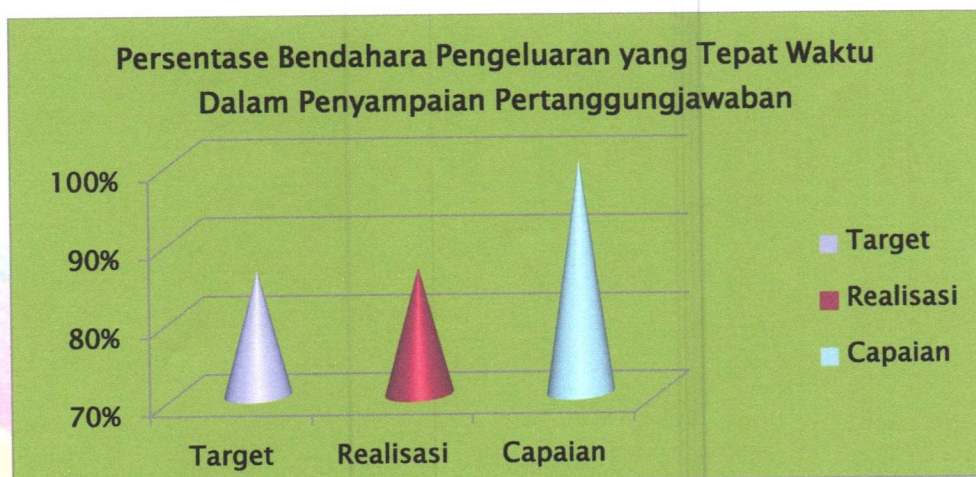 Persentase Bendahara Pengeluaran yang Tepat Waktu
Dalam Penyampaian Pertanggungjawaban
100%
90%
80%
70%
Target
Realisasi
Capaian
Target
Realisasi
Capaian